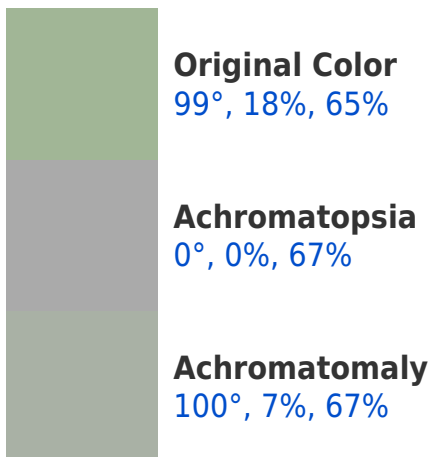 Original Color
99°, 18%, 65%
Achromatopsia
0°, 0%, 67%
Achromatomaly
100°, 7%, 67%